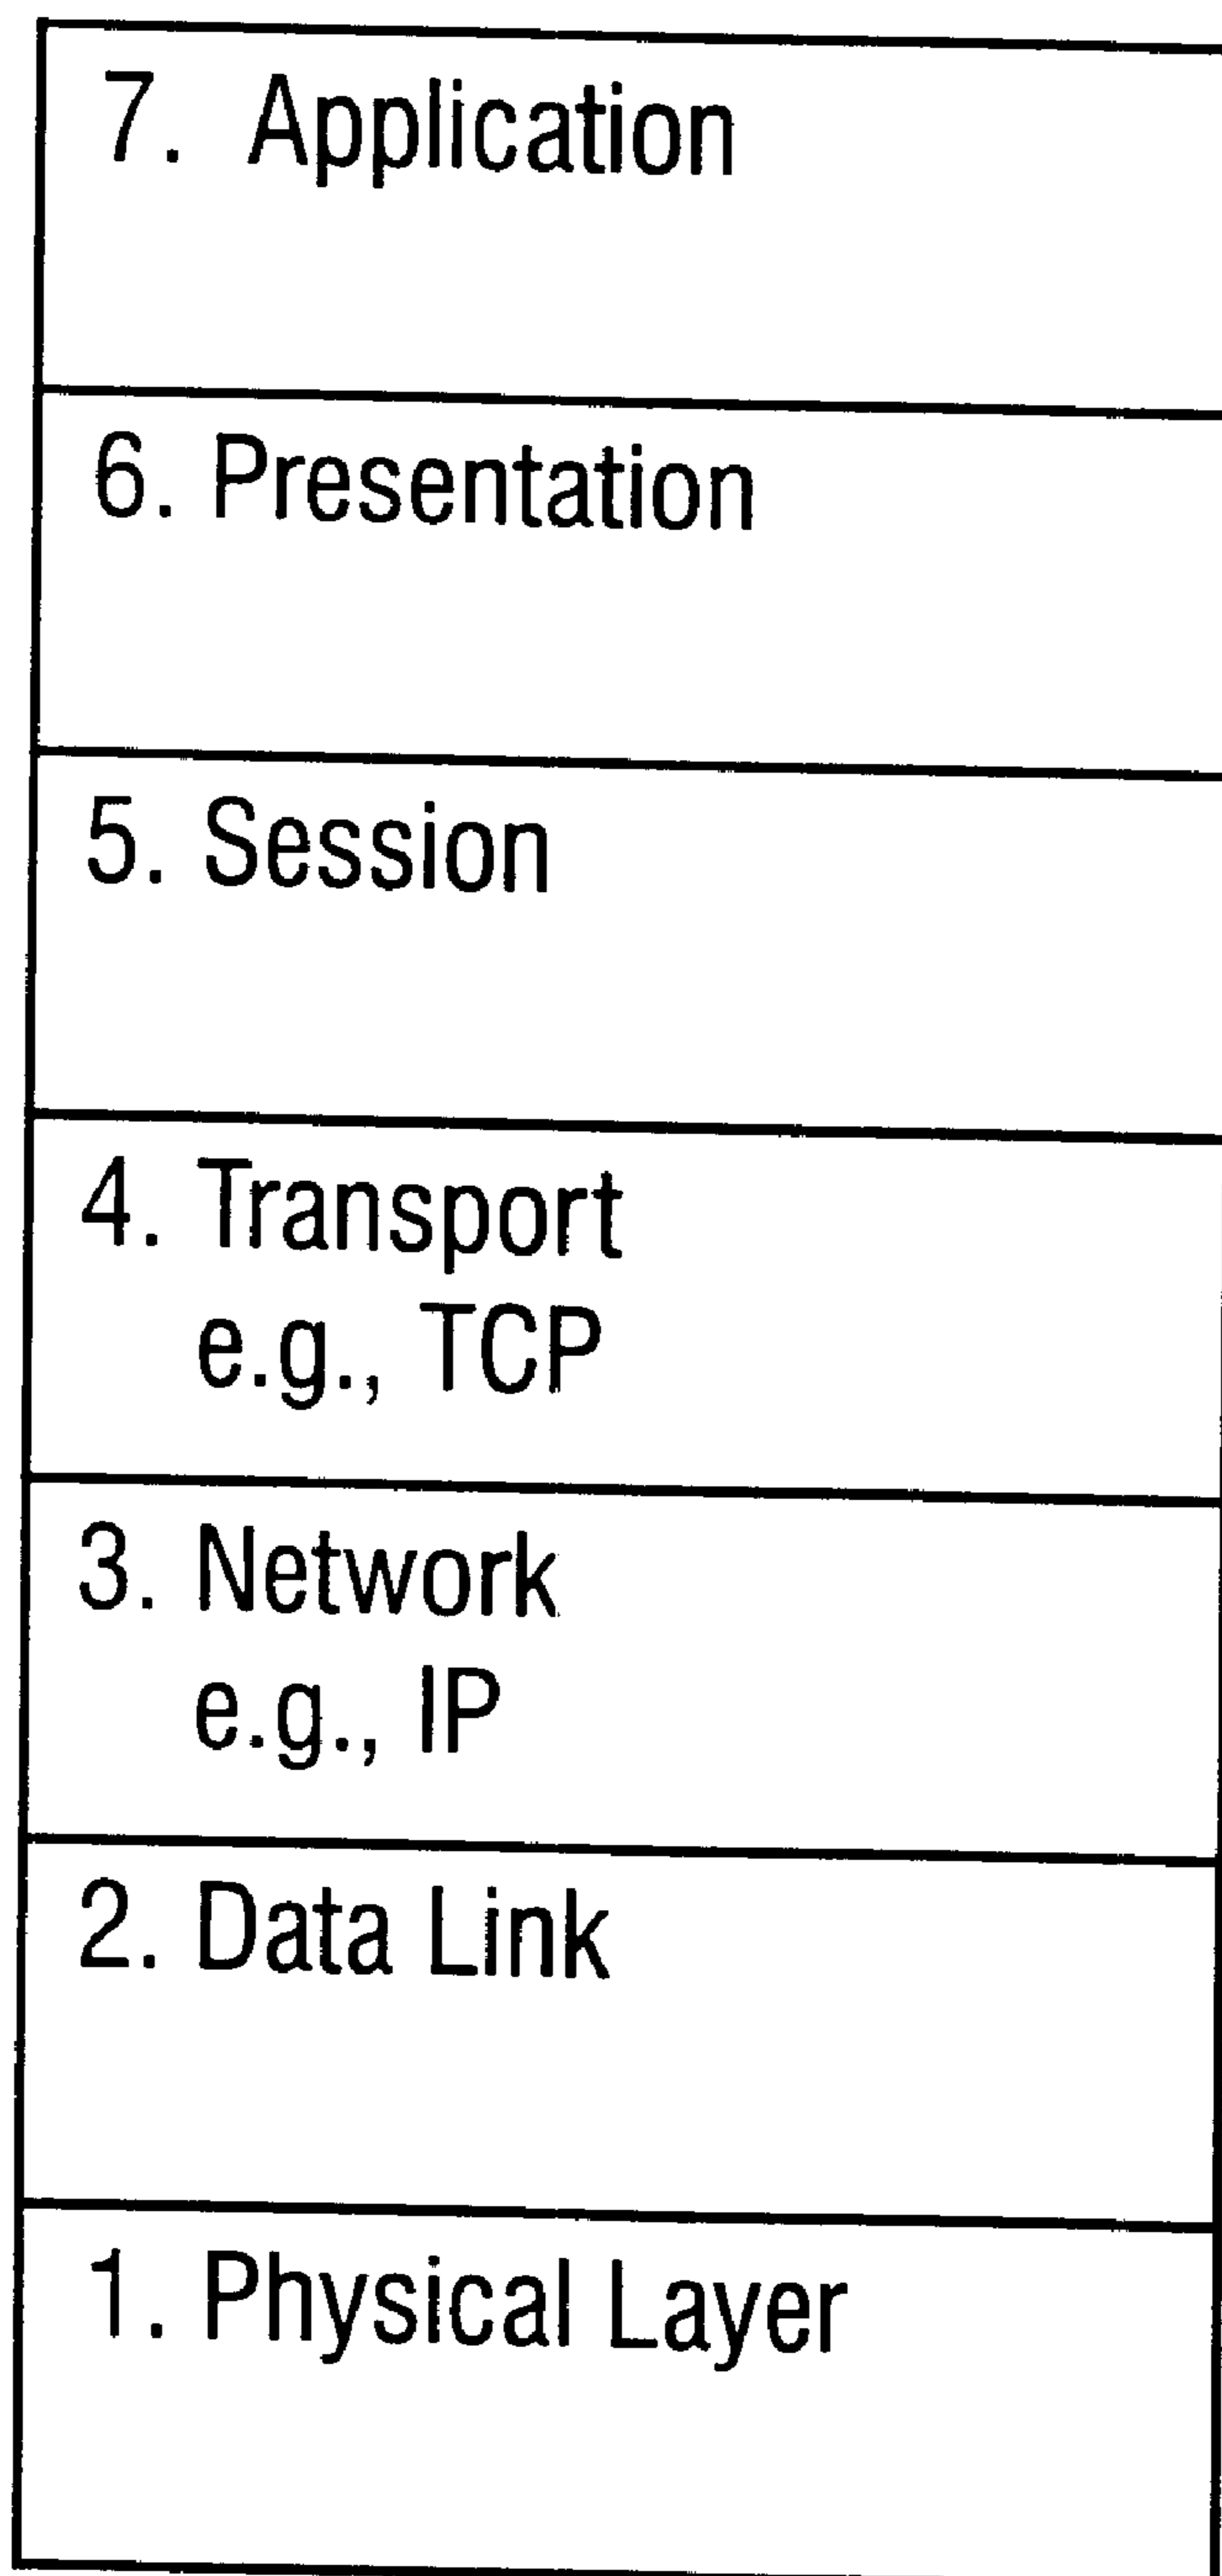 7. Application
6. Presentation
5. Session
4. Transport
e.g., TCP
3. Network
e.g., IP
2. Data Link
1. Physical Layer